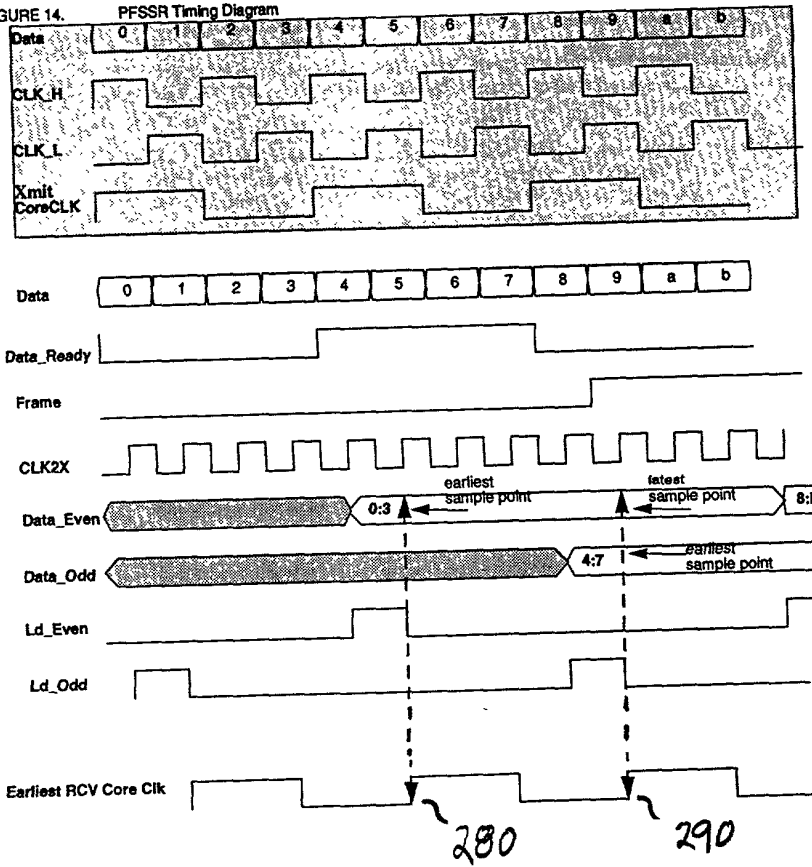 GURE 14. PFSSR Timing Diagram
Data 0 1 2 3 4 5 6 7 8 9 a b
CLK_H
CLK_L
Xmit
CoreCLK
Data 0 1 2 3 4 5 6 7 8 9 a b
Data_Ready
Frame
CLK2X
earliest
sample point
latest
sample point
Data_Even 0:3 8:
earliest
sample point
Data_Odd 4:7
Ld_Even
Ld_Odd
Earliest RCV Core Clk
280 290